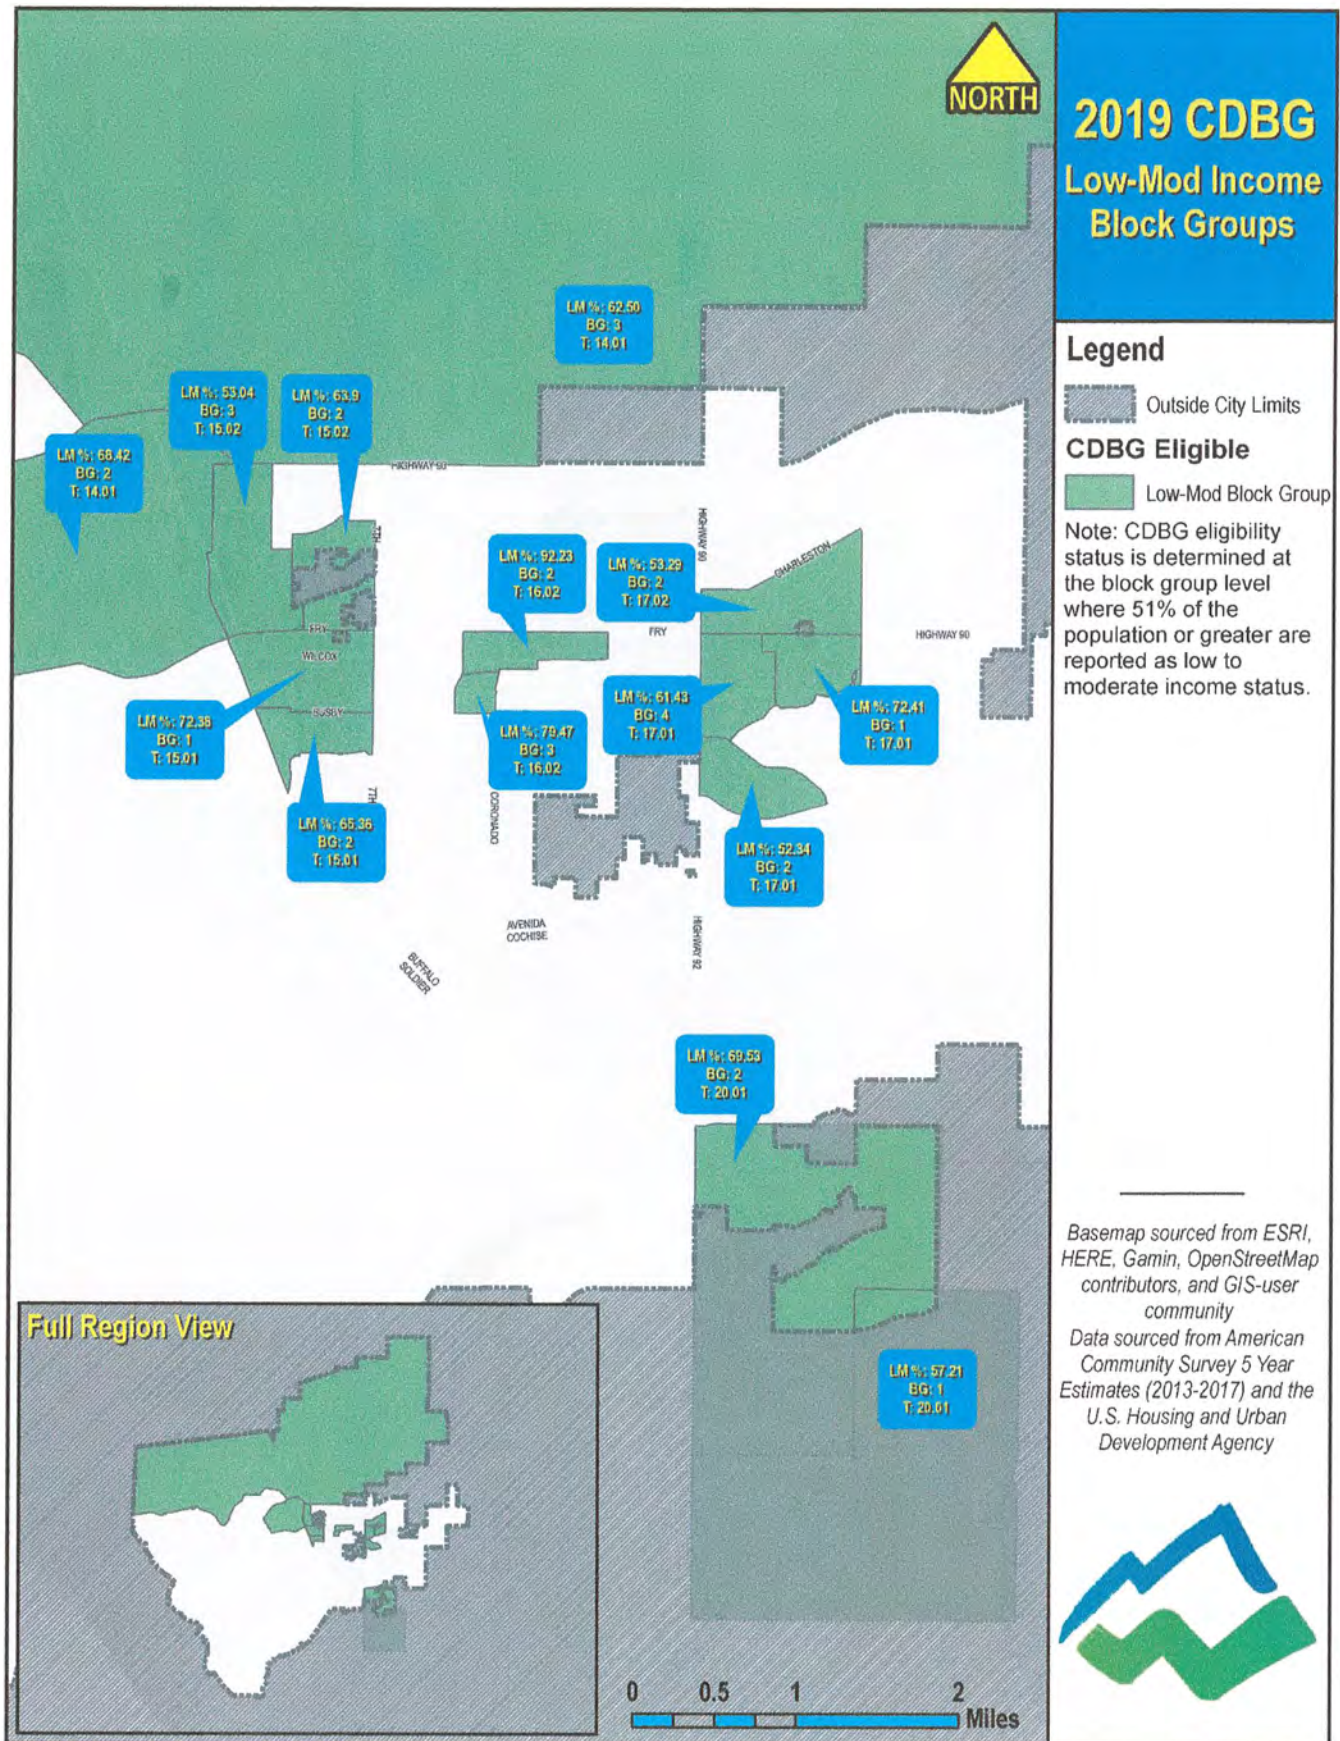 NORTH
2019 CDBG
Low-Mod Income
Block Groups
Legend
Outside City Limits
CDBG Eligible
Low-Mod Block Group
Note: CDBG eligibility
status is determined at
the block group level
where 51% of the
population or greater are
reported as low to
moderate income status.
LM %: 62.50
BG: 3
T: 14.01
LM %: 53.04
BG: 3
T: 15.02
LM %: 63.9
BG: 2
T: 15.02
LM %: 68.42
BG: 2
T: 14.01
HIGHWAY 90
7TH
HIGHWAY 90
CHARLESTON
LM %: 92.23
BG: 2
T: 16.02
LM %: 53.29
BG: 2
T: 17.02
FRY
FRY
HIGHWAY 90
WILCOX
BUSBY
LM %: 72.38
BG: 1
T: 15.01
LM %: 79.47
BG: 3
T: 16.02
LM %: 61.43
BG: 4
T: 17.01
LM %: 72.41
BG: 1
T: 17.01
7TH
CORONADO
LM %: 65.36
BG: 2
T: 15.01
LM %: 52.34
BG: 2
T: 17.01
AVENIDA
COCHISE
HIGHWAY 92
BUFFALO
SOLDIER
LM %: 69.53
BG: 2
T: 20.01
LM %: 57.21
BG: 1
T: 20.01
Full Region View
0 0.5 1 2
Miles
Basemap sourced from ESRI,
HERE, Gamin, OpenStreetMap
contributors, and GIS-user
community
Data sourced from American
Community Survey 5 Year
Estimates (2013-2017) and the
U.S. Housing and Urban
Development Agency